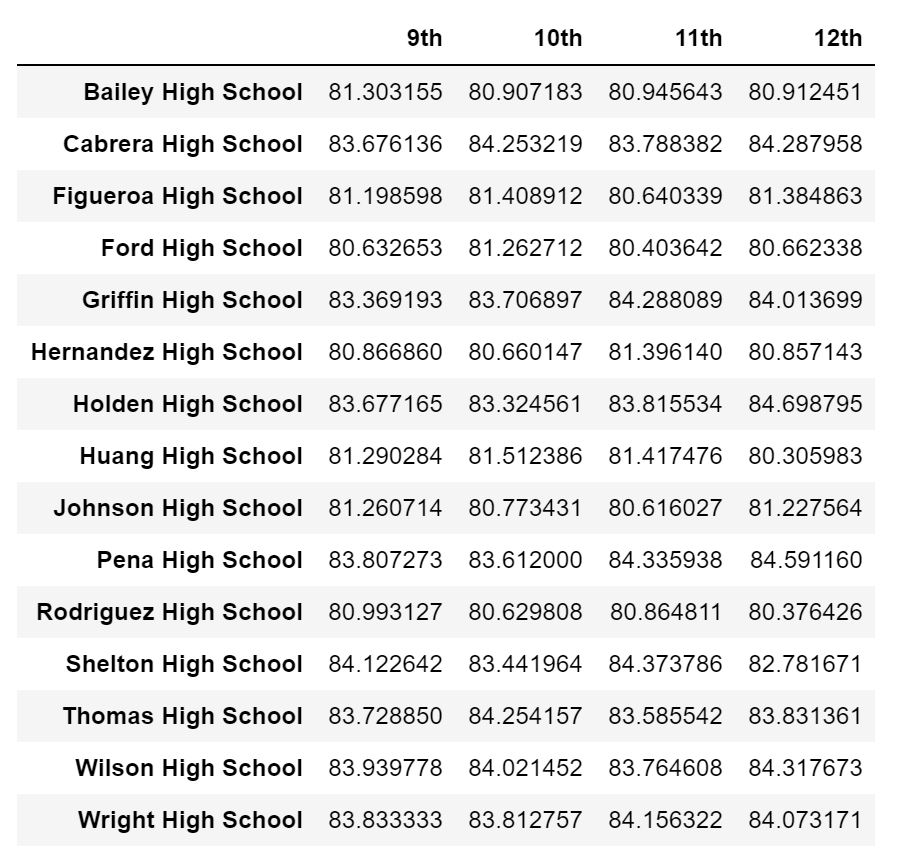 9th 10th 11th 12th
Bailey High School 81.303155 80.907183 80.945643 80.912451
Cabrera High School 83.676136 84.253219 83.788382 84.287958
Figueroa High School 81.198598 81.408912 80.640339 81.384863
Ford High School 80.632653 81.262712 80.403642 80.662338
Griffin High School 83.369193 83.706897 84.288089 84.013699
Hernandez High School 80.866860 80.660147 81.396140 80.857143
Holden High School 83.677165 83.324561 83.815534 84.698795
Huang High School 81.290284 81.512386 81.417476 80.305983
Johnson High School 81.260714 80.773431 80.616027 81.227564
Pena High School 83.807273 83.612000 84.335938 84.591160
Rodriguez High School 80.993127 80.629808 80.864811 80.376426
Shelton High School 84.122642 83.441964 84.373786 82.781671
Thomas High School 83.728850 84.254157 83.585542 83.831361
Wilson High School 83.939778 84.021452 83.764608 84.317673
Wright High School 83.833333 83.812757 84.156322 84.073171